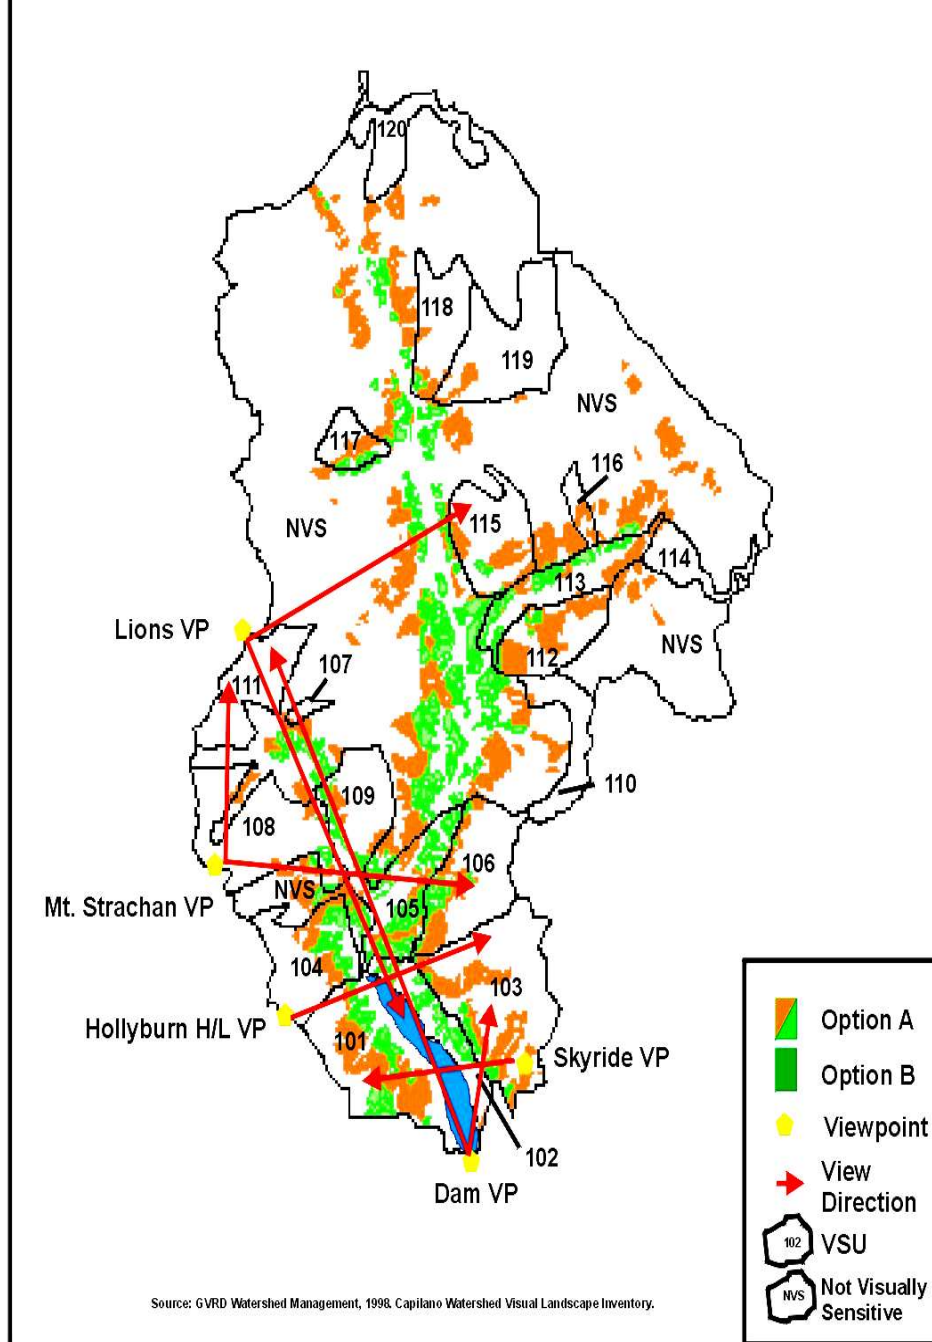 120
118
119
NVS
117
116
115
NVS
114
113
Lions VP
112
NVS
107
111
110
109
108
106
NVS
Mt. Strachan VP
105
104
103
Hollyburn H/L VP
101
Skyride VP
102
Dam VP
Option A
Option B
Viewpoint
View
Direction
102
VSU
NVS
Not Visually
Sensitive
Source: GVRD Watershed Management, 1998. Capilano Watershed Visual Landscape Inventory.